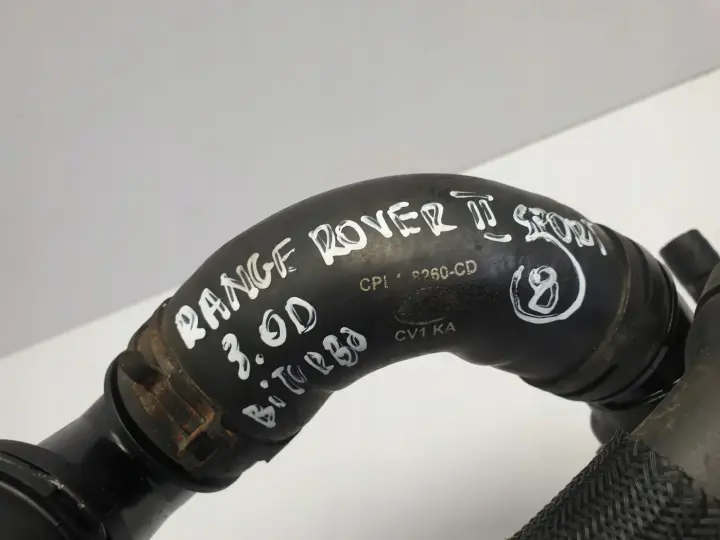 RANGE ROVER II SPORT
3.0D
BiTURBO
8
8260-CD
CV1 KA